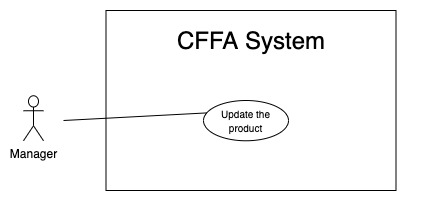 CFFA System
Update the
product
Manager